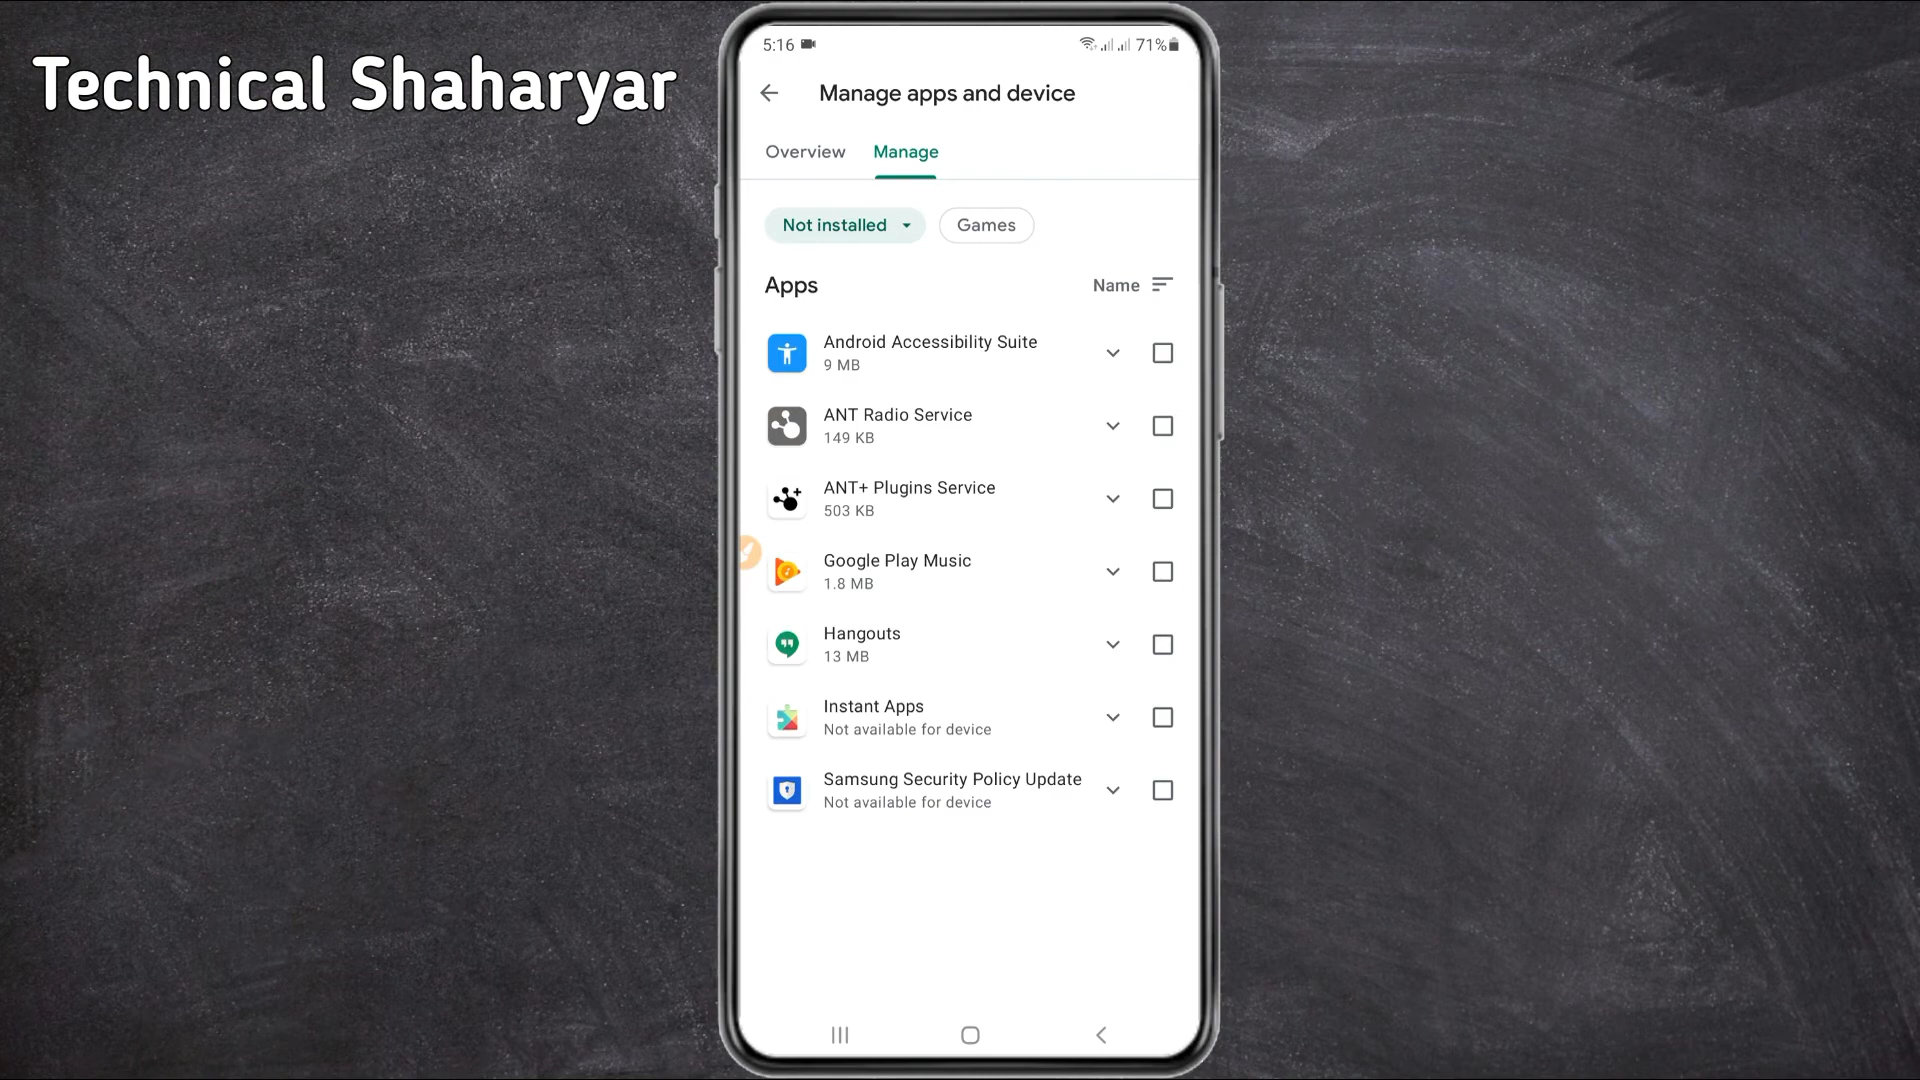 Technical Shaharyar
5:16 71%
Manage apps and device
Overview Manage
Not installed Games
Apps Name
Android Accessibility Suite
9 MB
ANT Radio Service
149 KB
ANT+ Plugins Service
503 KB
Google Play Music
1.8 MB
Hangouts
13 MB
Instant Apps
Not available for device
Samsung Security Policy Update
Not available for device